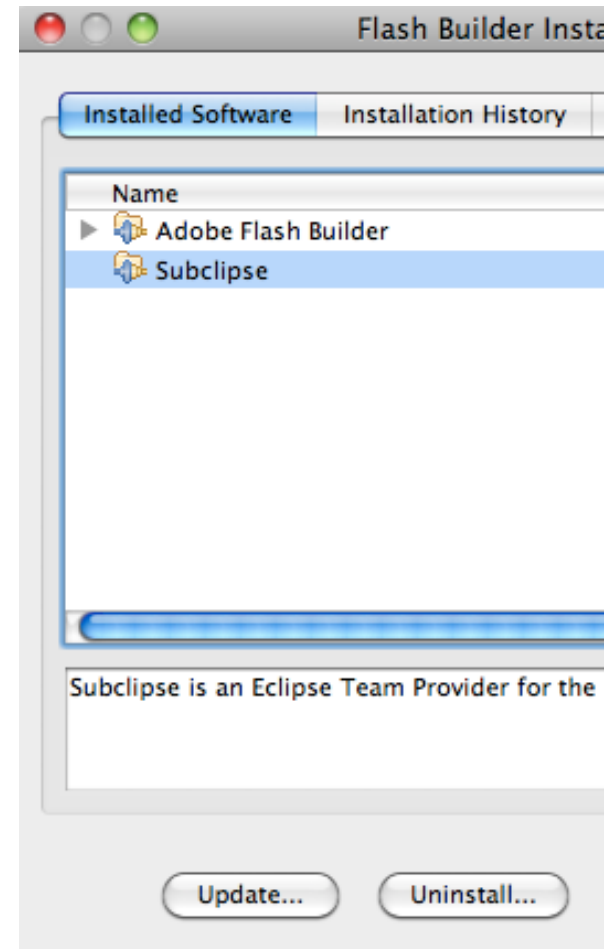 Flash Builder Insta
Installed Software Installation History
Name
Adobe Flash Builder
Subclipse
Subclipse is an Eclipse Team Provider for the
Update... Uninstall...